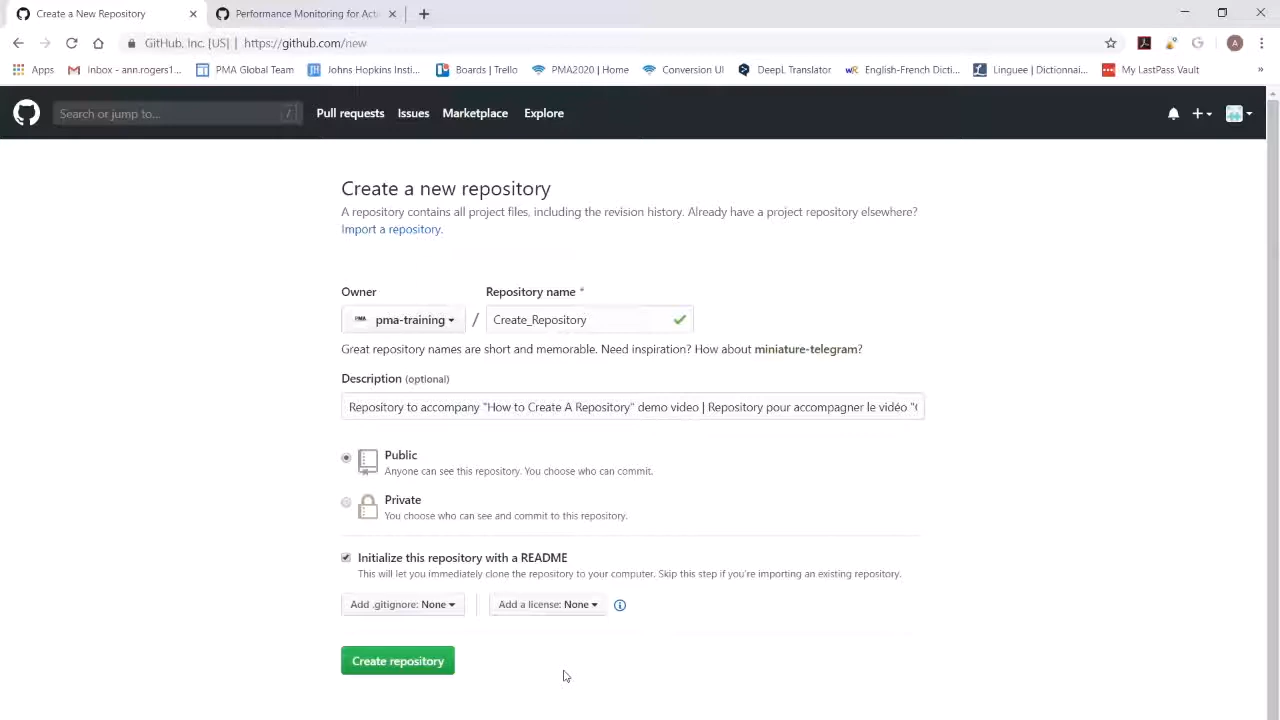 Create a New Repository
Performance Monitoring for Act
GitHub, Inc. [US] | https://github.com/new
Apps
Inbox - ann.rogers1...
PMA Global Team
Johns Hopkins Insti...
Boards | Trello
PMA2020 | Home
Conversion UI
DeepL Translator
English-French Dicti...
Linguee | Dictionnai...
My LastPass Vault
»
Search or jump to...
/
Pull requests
Issues
Marketplace
Explore
Create a new repository
A repository contains all project files, including the revision history. Already have a project repository elsewhere?
Import a repository.
Owner
Repository name *
pma-training
/
Create_Repository
Great repository names are short and memorable. Need inspiration? How about miniature-telegram?
Description (optional)
Repository to accompany "How to Create A Repository" demo video | Repository pour accompagner le vidéo "
Public
Anyone can see this repository. You choose who can commit.
Private
You choose who can see and commit to this repository.
Initialize this repository with a README
This will let you immediately clone the repository to your computer. Skip this step if you're importing an existing repository.
Add .gitignore: None
Add a license: None
Create repository